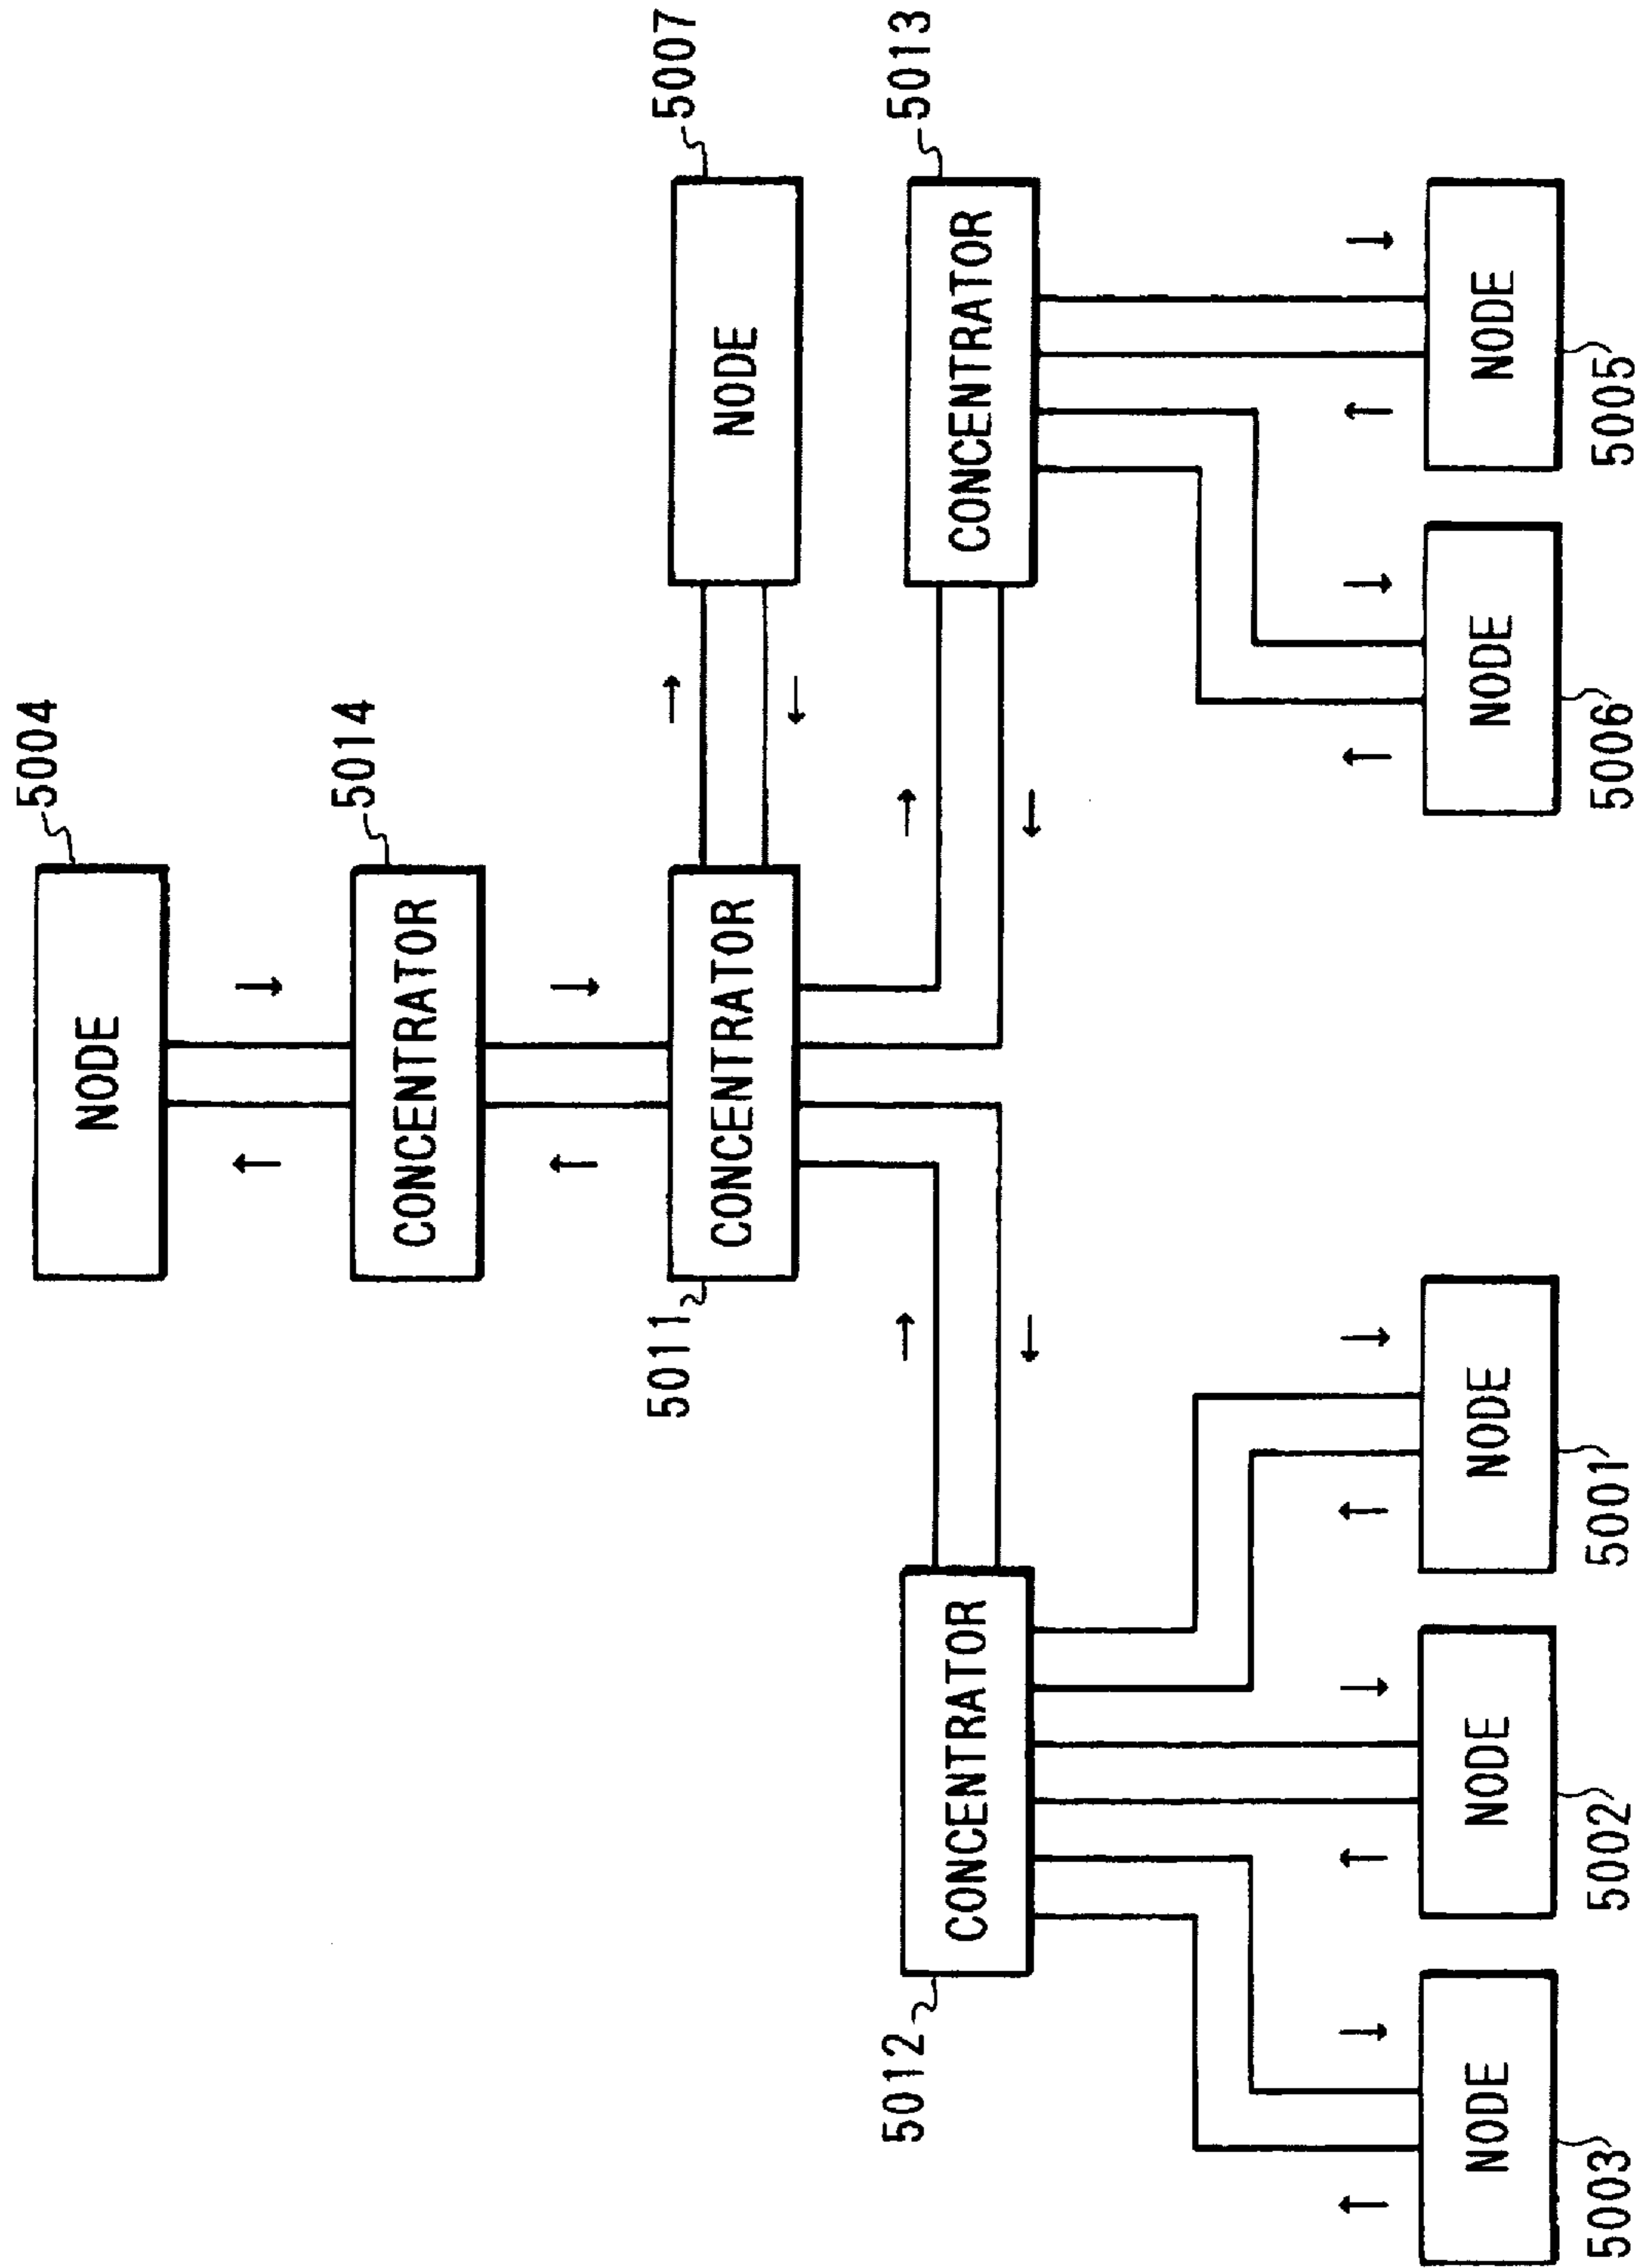 NODE
5004
CONCENTRATOR
5014
CONCENTRATOR
5011
NODE
5007
CONCENTRATOR
5012
CONCENTRATOR
5013
NODE
5003
NODE
5002
NODE
5001
NODE
5006
NODE
5005